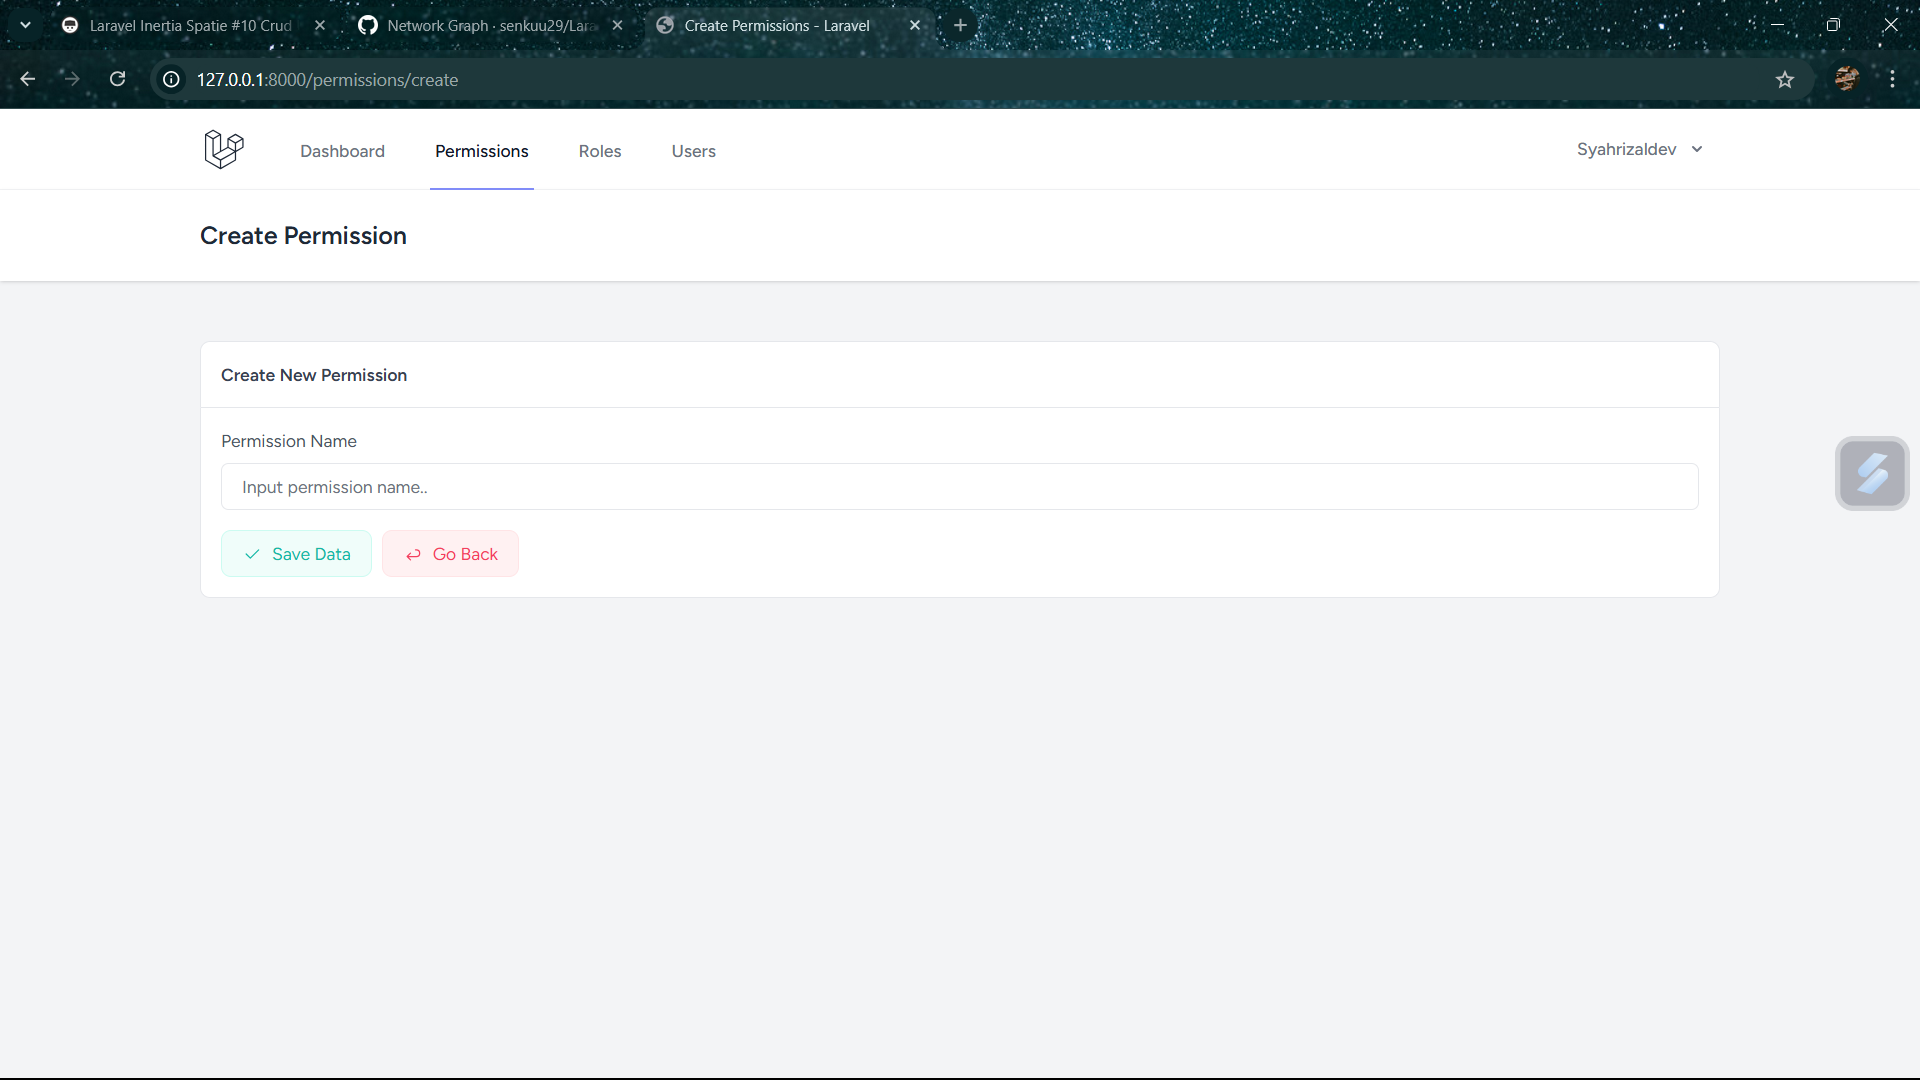 Laravel Inertia Spatie #10 Crud
Network Graph · senkuu29/Lara
Create Permissions - Laravel
127.0.0.1:8000/permissions/create
Dashboard
Permissions
Roles
Users
Syahrizaldev
Create Permission
Create New Permission
Permission Name
Input permission name..
Save Data
Go Back